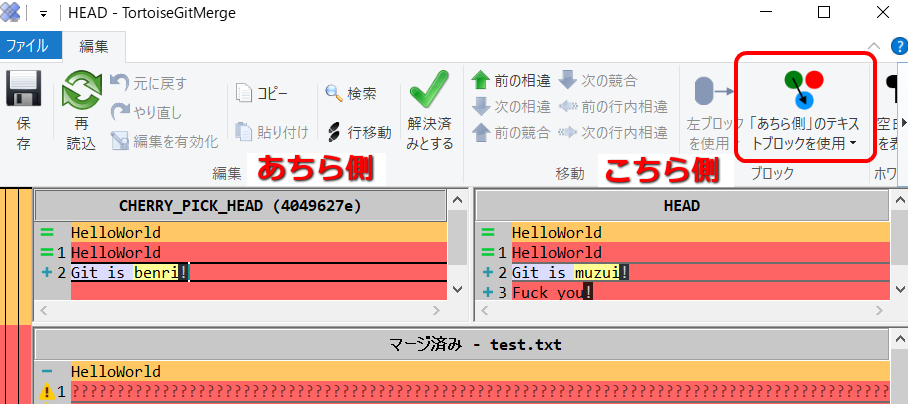 HEAD - TortoiseGitMerge
ファイル 編集
保存
再読込
元に戻す
やり直し
編集を有効化
コピー
貼り付け
検索
行移動
解決済みとする
編集
前の相違
次の相違
前の競合
次の競合
前の行内相違
次の行内相違
移動
左ブロック
を使用
「あちら側」のテキス
トブロックを使用
ブロック
空白
を表
ホワ
あちら側
こちら側
CHERRY_PICK_HEAD (4049627e)
HelloWorld
1 HelloWorld
2 Git is benri!
HEAD
HelloWorld
1 HelloWorld
2 Git is muzui!
3 Fuck you!
マージ済み - test.txt
HelloWorld
1 ????????????????????????????????????????????????????????????????????????????????????????????????????